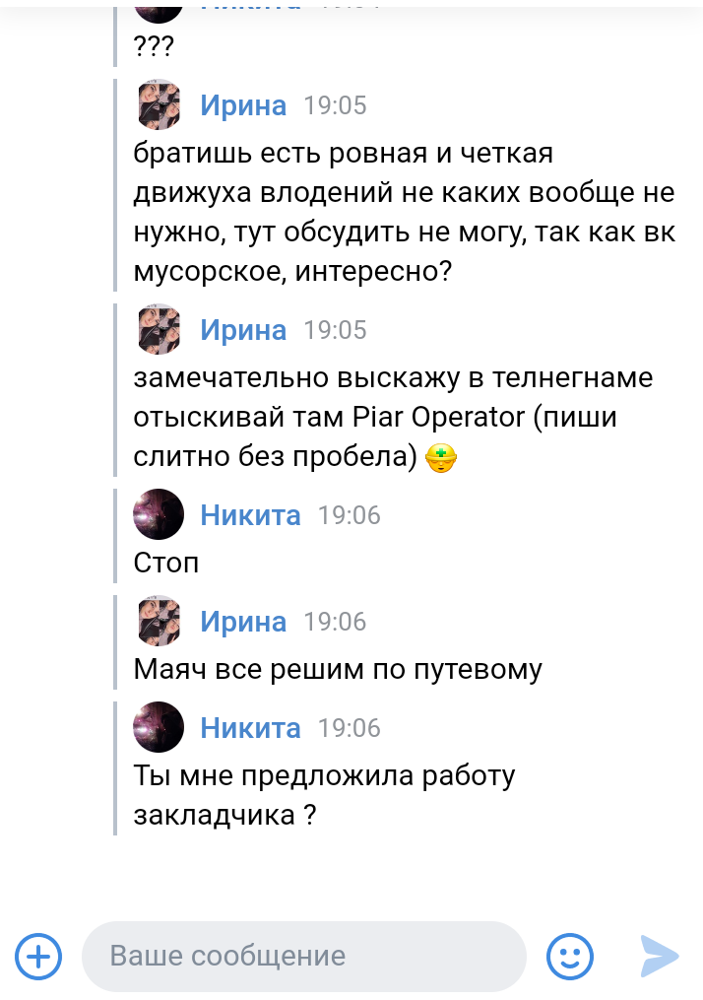 ???
Ирина 19:05
братишь есть ровная и четкая
движуха влодений не каких вообще не
нужно, тут обсудить не могу, так как вк
мусорское, интересно?
Ирина 19:05
замечательно выскажу в телнегнаме
отыскивай там Piar Operator (пиши
слитно без пробела)
Никита 19:06
Стоп
Ирина 19:06
Маяч все решим по путевому
Никита 19:06
Ты мне предложила работу
закладчика ?
Ваше сообщение